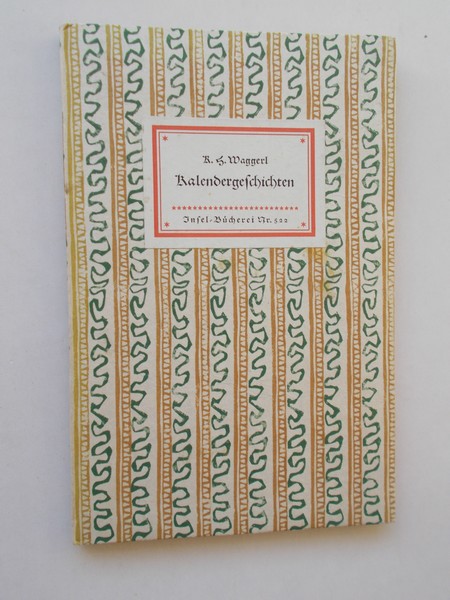 K. H. Waggerl
Kalendergeschichten
Insel-Bücherei Nr. 522